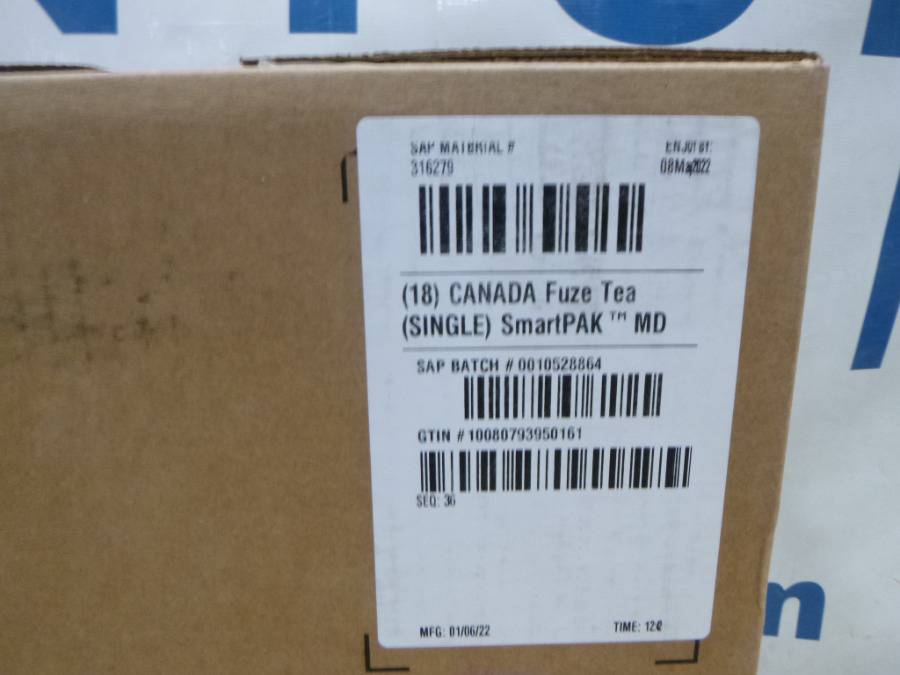 SAP MATERIAL #
316279
ENJOY BY:
(18) CANADA Fuze Tea
(SINGLE) SmartPAK™ MD
SAP BATCH # 0010528864
GTIN # 10080793950161
SEQ: 36
MFG: 01/06/22
TIME: